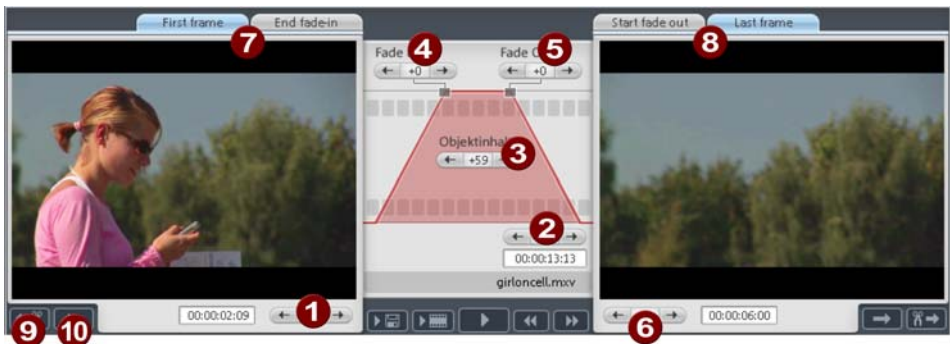 First frame End fade-in Start fade out Last frame
7 8
4 5
Fade Fade O
+0 +0
Objektinhal
3
+59
2
00:00:13:13
girloncell.mxv
1 6
00:00:02:09 00:00:06:00
9 10